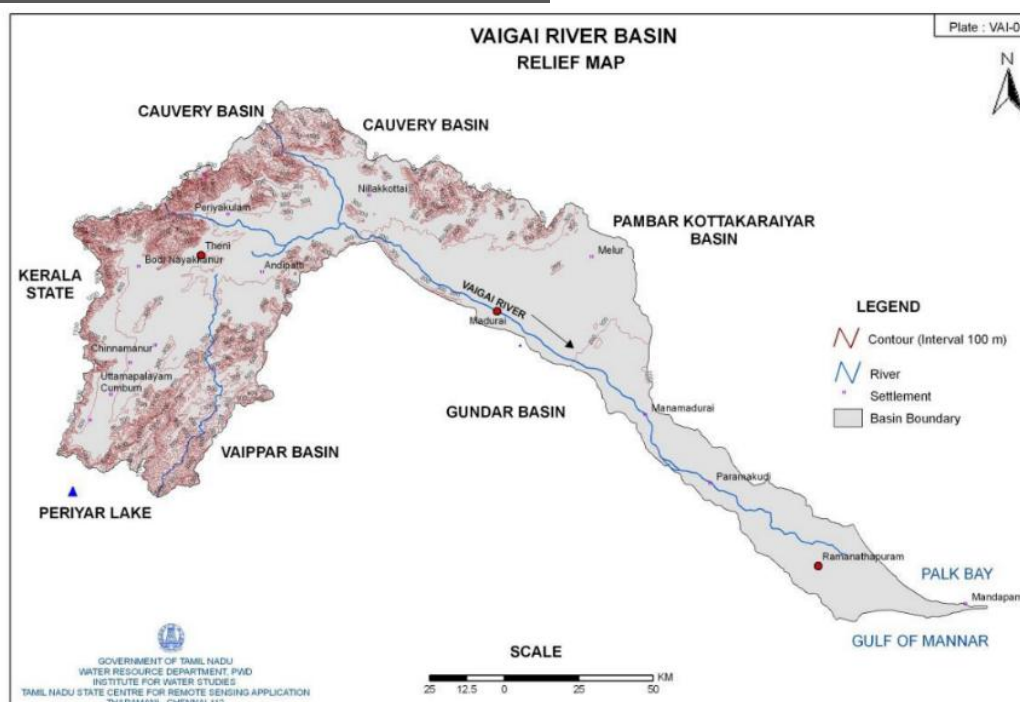 Plate : VAI-0
VAIGAI RIVER BASIN
RELIEF MAP
N
CAUVERY BASIN
CAUVERY BASIN
Nillakkottai
Periyakulam
PAMBAR KOTTAKARAIYAR
BASIN
Theni
Melur
Bodi Nayakkanur
Andipatti
KERALA
STATE
VAIGAI RIVER
Madurai
LEGEND
Contour (Interval 100 m)
River
Settlement
Basin Boundary
Chinnamanur
Uttamapalayam
Cumbum
GUNDAR BASIN
Manamadurai
VAIPPAR BASIN
Paramakudi
PERIYAR LAKE
Ramanathapuram
PALK BAY
Mandapam
GULF OF MANNAR
SCALE
25 12.5 0 25 50 KM
GOVERNMENT OF TAMIL NADU
WATER RESOURCE DEPARTMENT, PWD
INSTITUTE FOR WATER STUDIES
TAMIL NADU STATE CENTRE FOR REMOTE SENSING APPLICATION